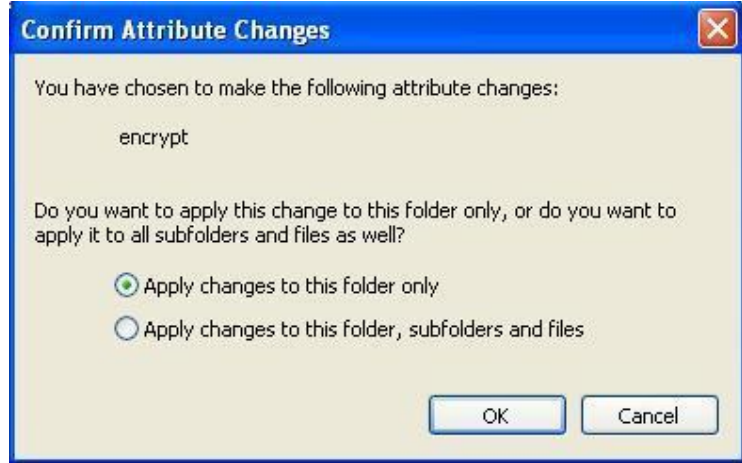 Confirm Attribute Changes
You have chosen to make the following attribute changes:
encrypt
Do you want to apply this change to this folder only, or do you want to
apply it to all subfolders and files as well?
Apply changes to this folder only
Apply changes to this folder, subfolders and files
OK
Cancel